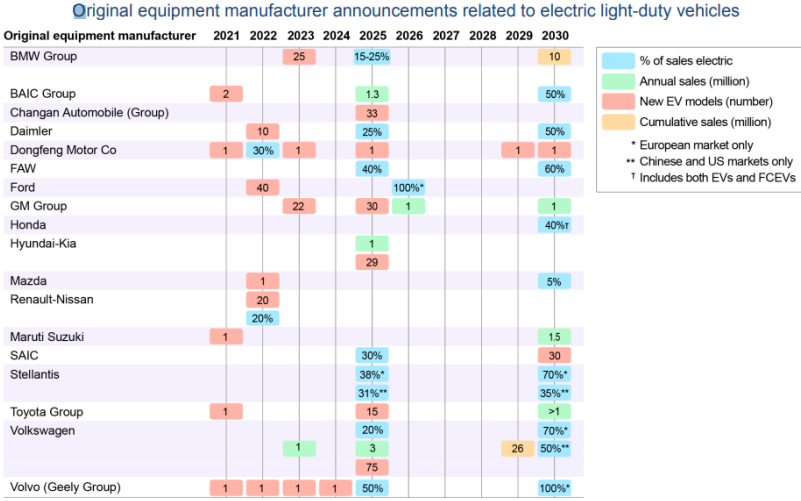 Original equipment manufacturer announcements related to electric light-duty vehicles
Original equipment manufacturer 2021 2022 2023 2024 2025 2026 2027 2028 2029 2030
BMW Group 25 15-25% 10
BAIC Group 2 1.3 50%
Changan Automobile (Group) 33
Daimler 10 25% 50%
Dongfeng Motor Co 1 30% 1 1 1 1
FAW 40% 60%
Ford 40 100%*
GM Group 22 30 1 1
Honda 40%т
Hyundai-Kia 1
29
Mazda 1 5%
Renault-Nissan 20
20%
Maruti Suzuki 1 1.5
SAIC 30% 30
Stellantis 38%* 70%*
31%** 35%**
Toyota Group 1 15 >1
Volkswagen 20% 70%*
1 3 26 50%**
75
Volvo (Geely Group) 1 1 1 1 50% 100%*
% of sales electric
Annual sales (million)
New EV models (number)
Cumulative sales (million)
* European market only
** Chinese and US markets only
т Includes both EVs and FCEVs